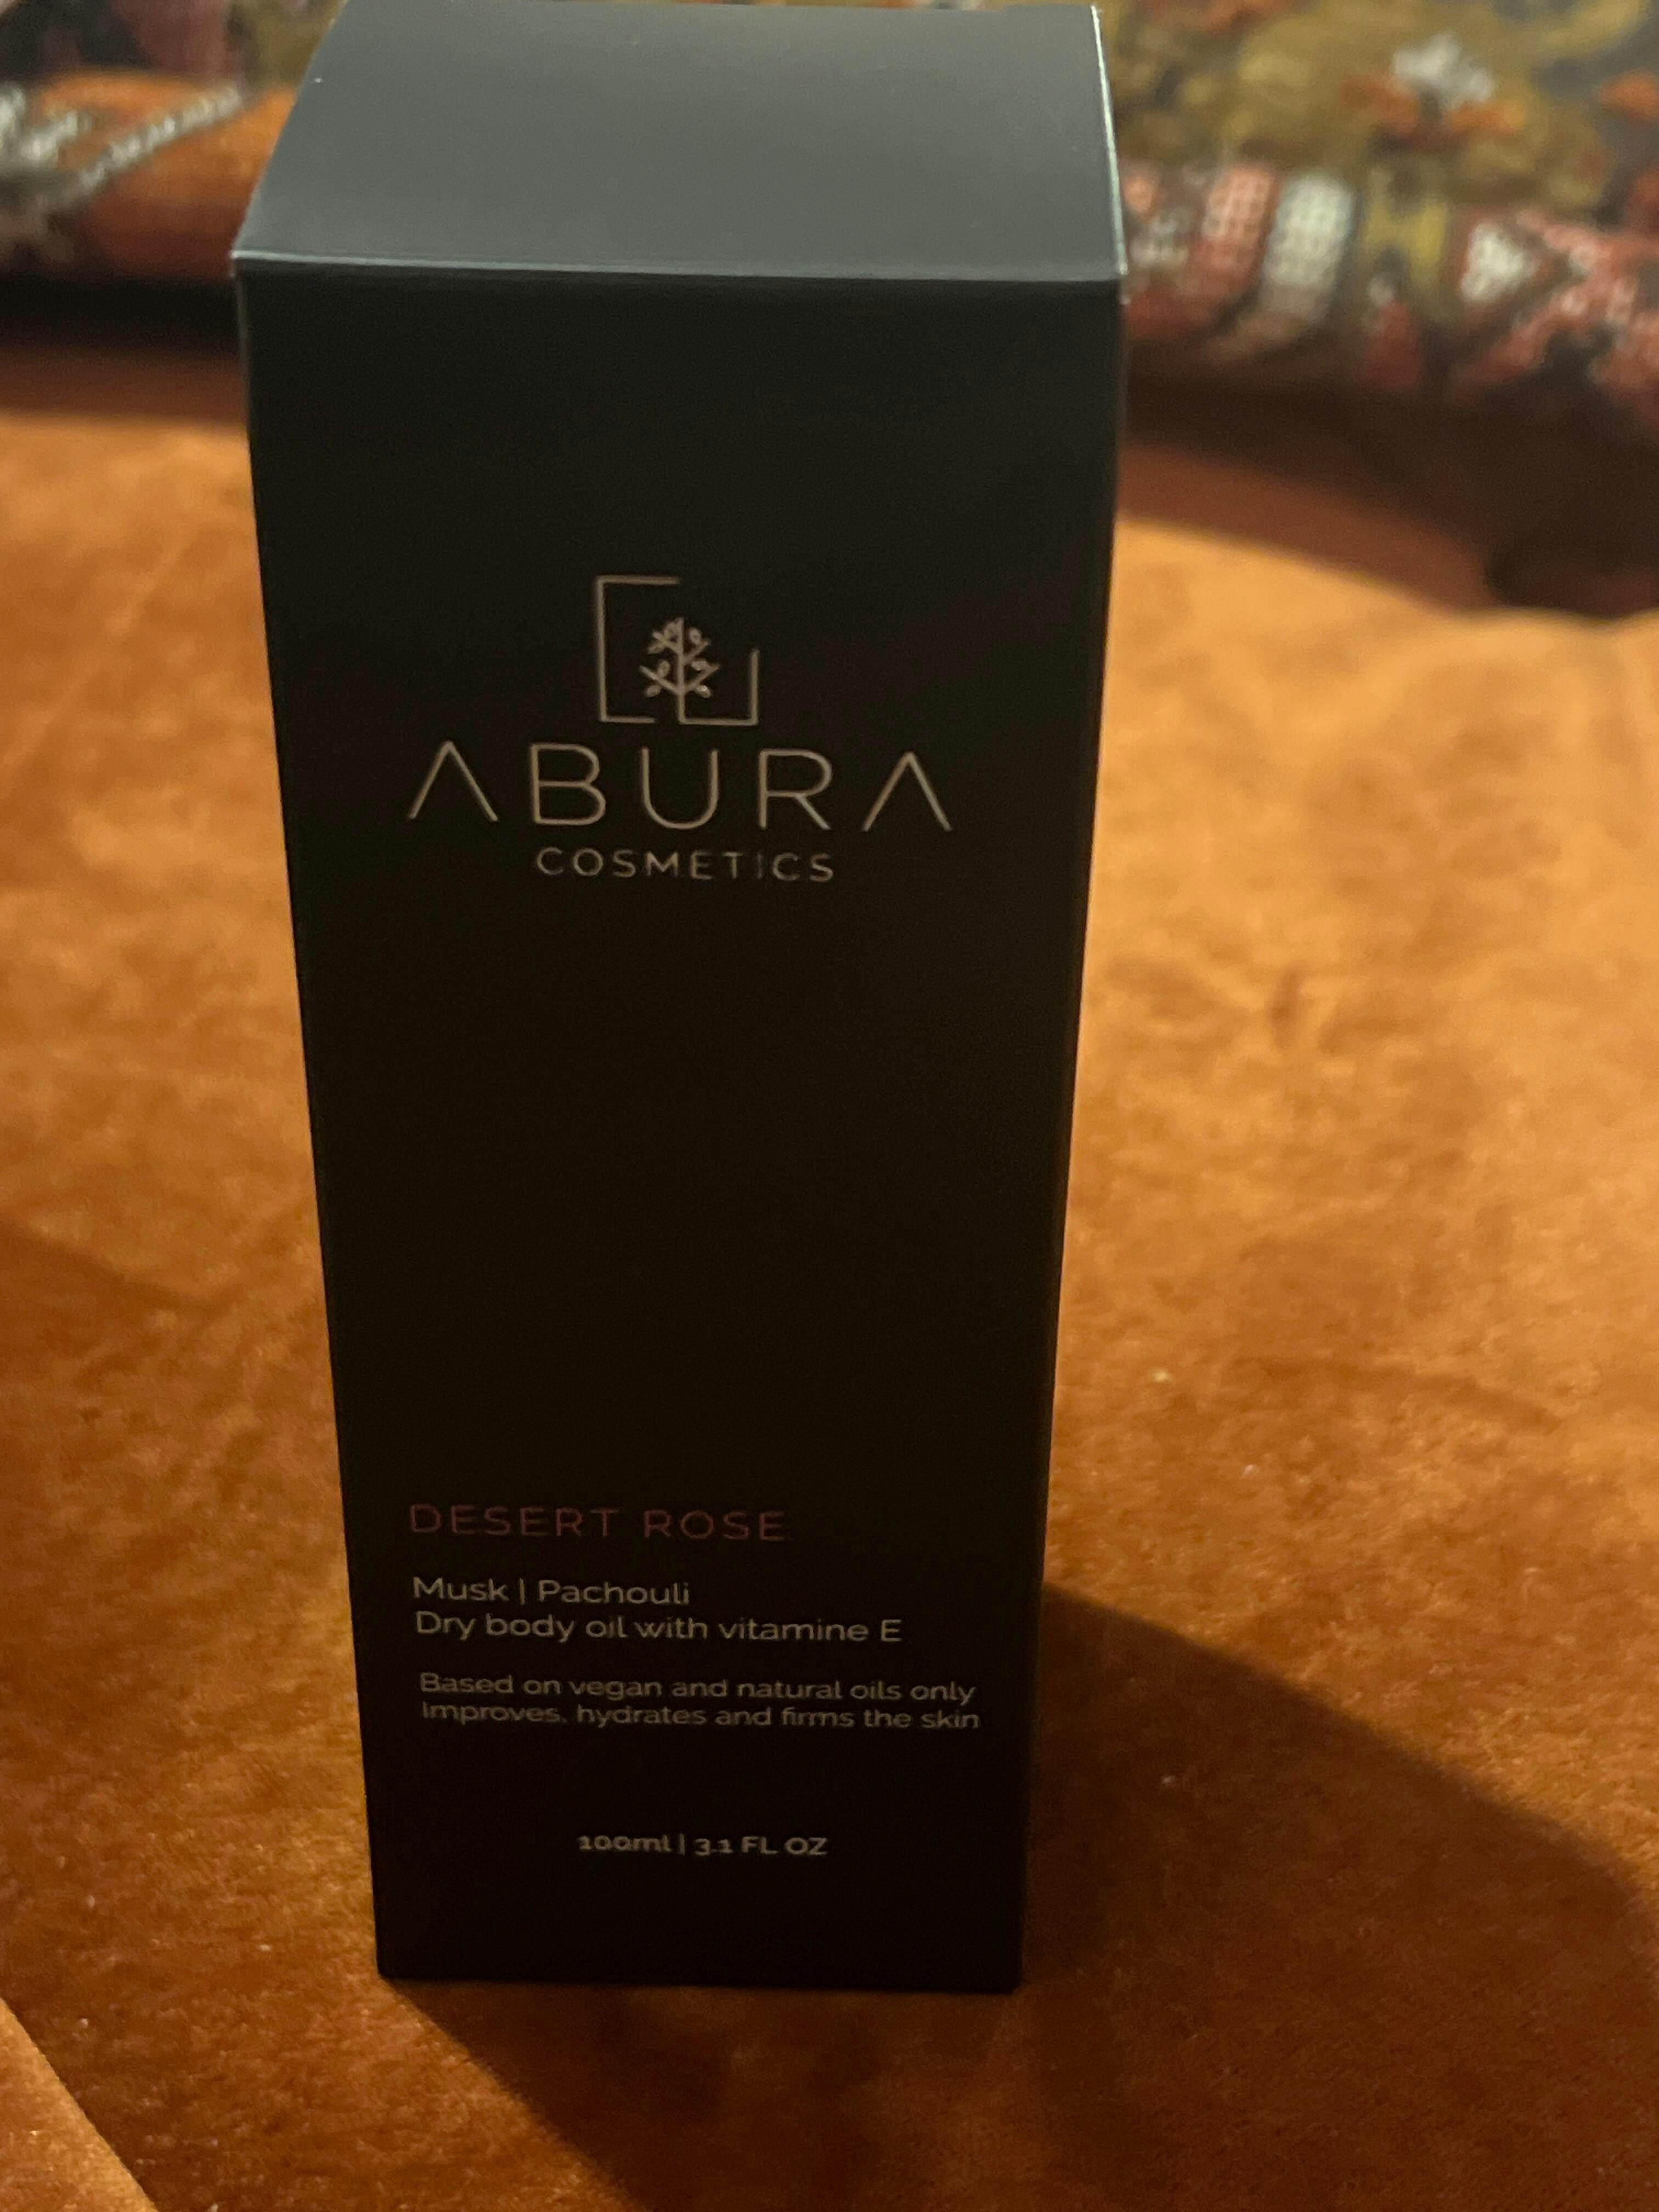 ABURA
COSMETICS
DESERT ROSE
Musk | Pachouli
Dry body oil with vitamine E
Based on vegan and natural oils only
Improves, hydrates and firms the skin
100ml | 3.1 FL OZ